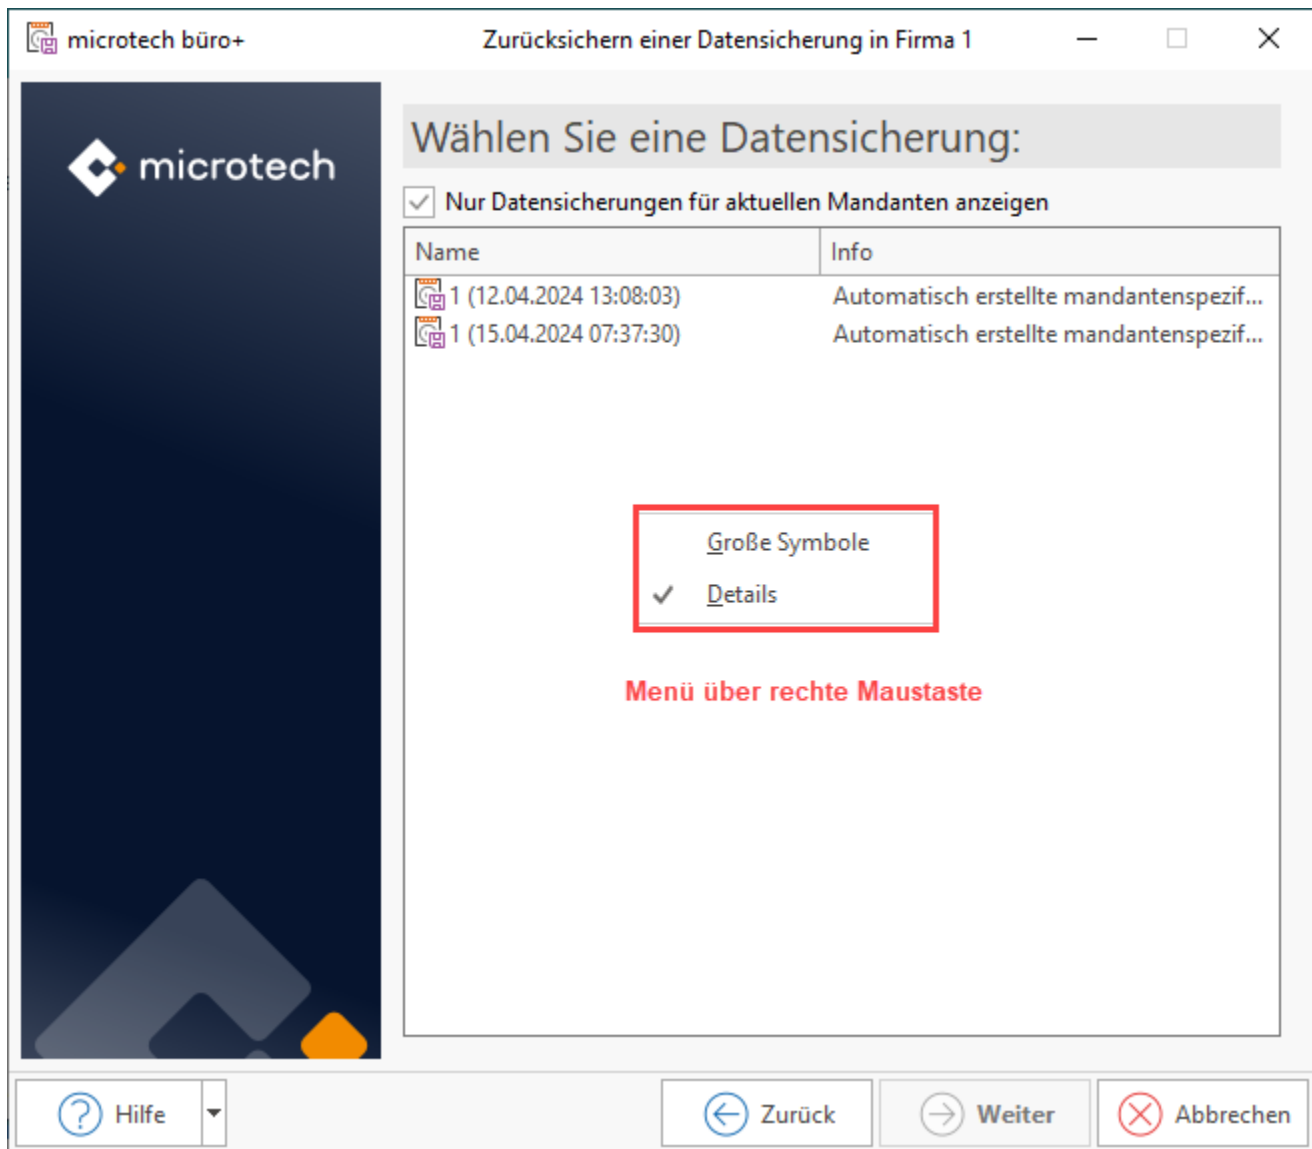 microtech büro+ Zurücksichern einer Datensicherung in Firma 1
microtech
Wählen Sie eine Datensicherung:
Nur Datensicherungen für aktuellen Mandanten anzeigen
Name Info
1 (12.04.2024 13:08:03) Automatisch erstellte mandantenspezif...
1 (15.04.2024 07:37:30) Automatisch erstellte mandantenspezif...
Große Symbole
Details
Menü über rechte Maustaste
Hilfe Zurück Weiter Abbrechen